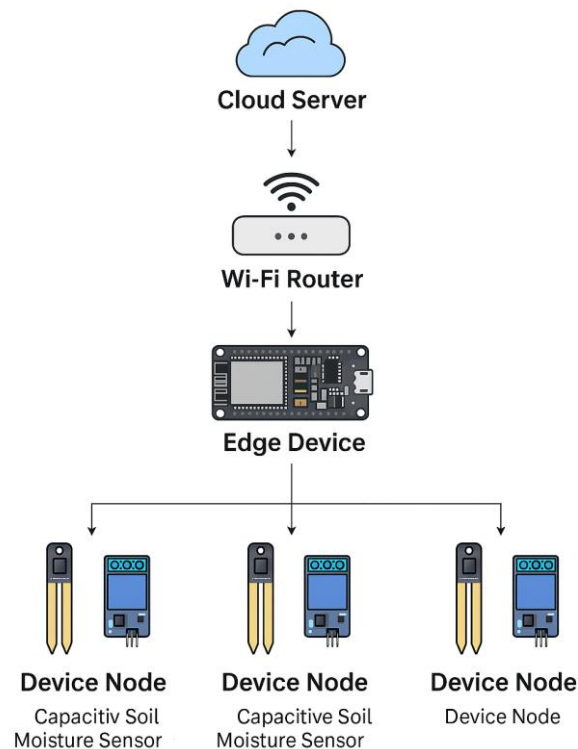 Cloud Server
Wi-Fi Router
Edge Device
Device Node
Capacitiv Soil
Moisture Sensor
Device Node
Capacitive Soil
Moisture Sensor
Device Node
Device Node